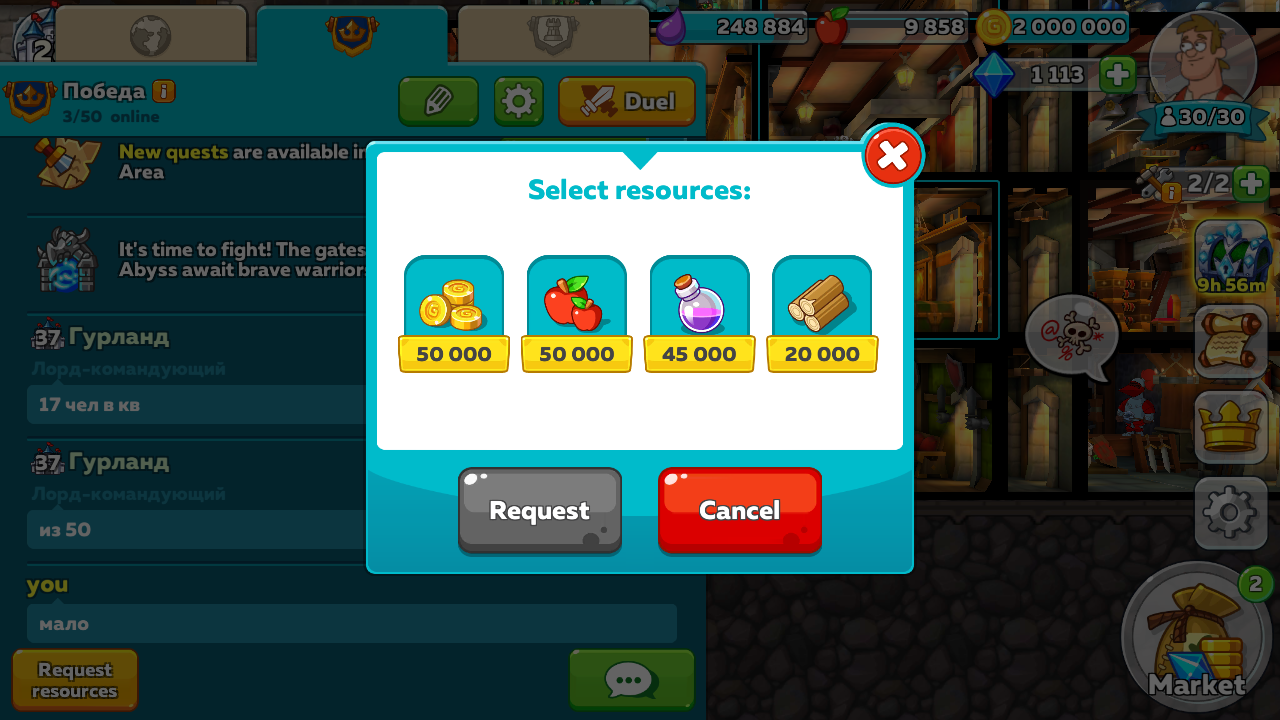 2
248 884
9 858
2 000 000
1 113
30/30
Победа i
3/50 online
Duel
New quests are available in
Area
It's time to fight! The gates
Abyss await brave warriors
37 Гурланд
Лорд-командующий
17 чел в кв
37 Гурланд
Лорд-командующий
из 50
you
мало
Request
resources
Select resources:
50 000
50 000
45 000
20 000
Request
Cancel
2/2
i
9h 56m
2
Market